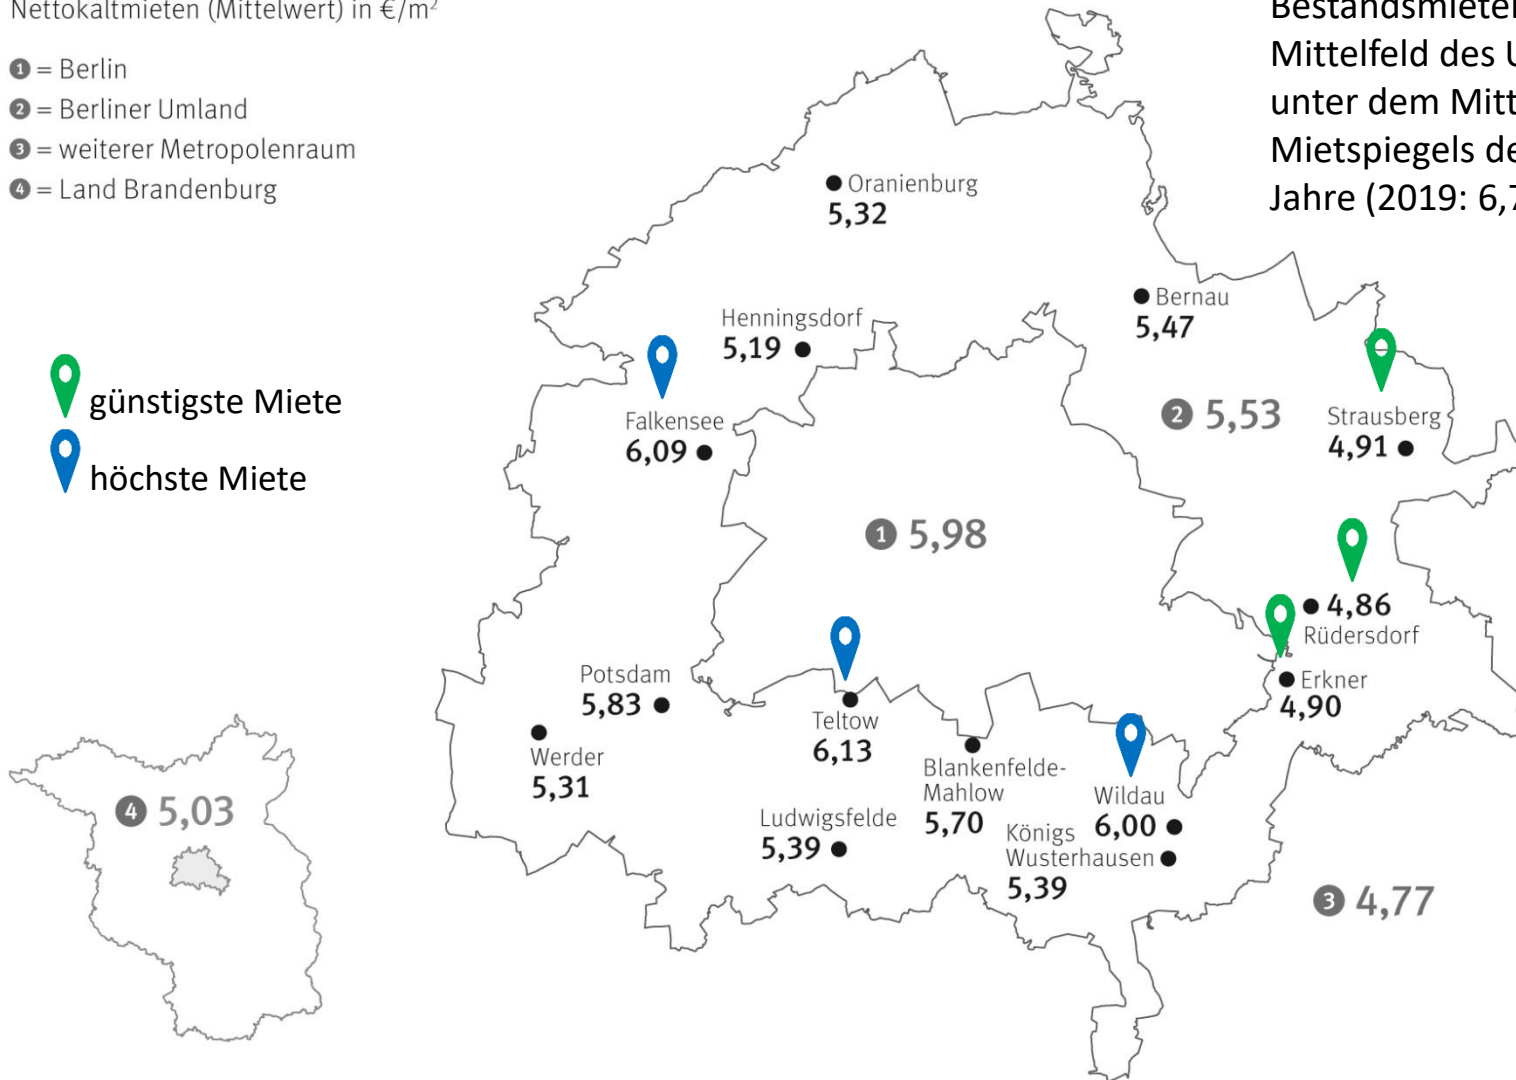 Nettokaltmieten (Mittelwert) in €/m²
1 = Berlin
2 = Berliner Umland
3 = weiterer Metropolenraum
4 = Land Brandenburg
Mittelfeld des
unter dem
Mietspiegels
Jahre (2019:
günstigste Miete
höchste Miete
Oranienburg
5,32
Bernau
5,47
Henningsdorf
5,19
Falkensee
6,09
2 5,53
Strausberg
4,91
1 5,98
4,86
Rüdersdorf
Erkner
4,90
Potsdam
5,83
Werder
5,31
Teltow
6,13
Blankenfelde-
Mahlow
5,70
Wildau
6,00
Ludwigsfelde
5,39
Königs
Wusterhausen
5,39
3 4,77
4 5,03